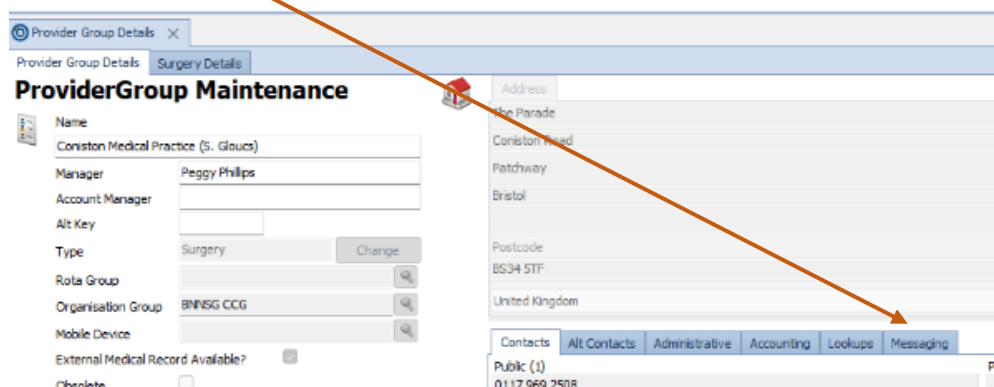 Provider Group Details
Provider Group Details Surgery Details
ProviderGroup Maintenance
Name
Coniston Medical Practice (S. Gloucs)
Manager Peggy Phillips
Account Manager
Alt Key
Type Surgery Change
Rota Group
Organisation Group BNNSG CCG
Mobile Device
External Medical Record Available?
Obsolete
Address
The Parade
Coniston Road
Patchway
Bristol
Postcode
BS34 5TF
United Kingdom
Contacts Alt Contacts Administrative Accounting Lookups Messaging
Public (1) P
0117 969 2508